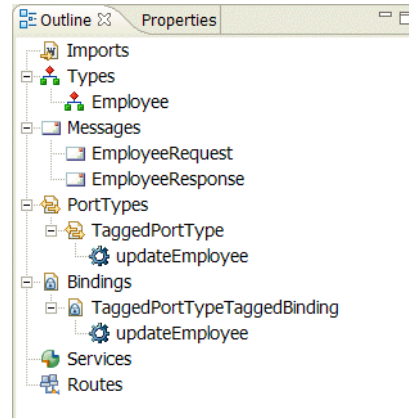 Outline Properties
Imports
Types
Employee
Messages
EmployeeRequest
EmployeeResponse
PortTypes
TaggedPortType
updateEmployee
Bindings
TaggedPortTypeTaggedBinding
updateEmployee
Services
Routes